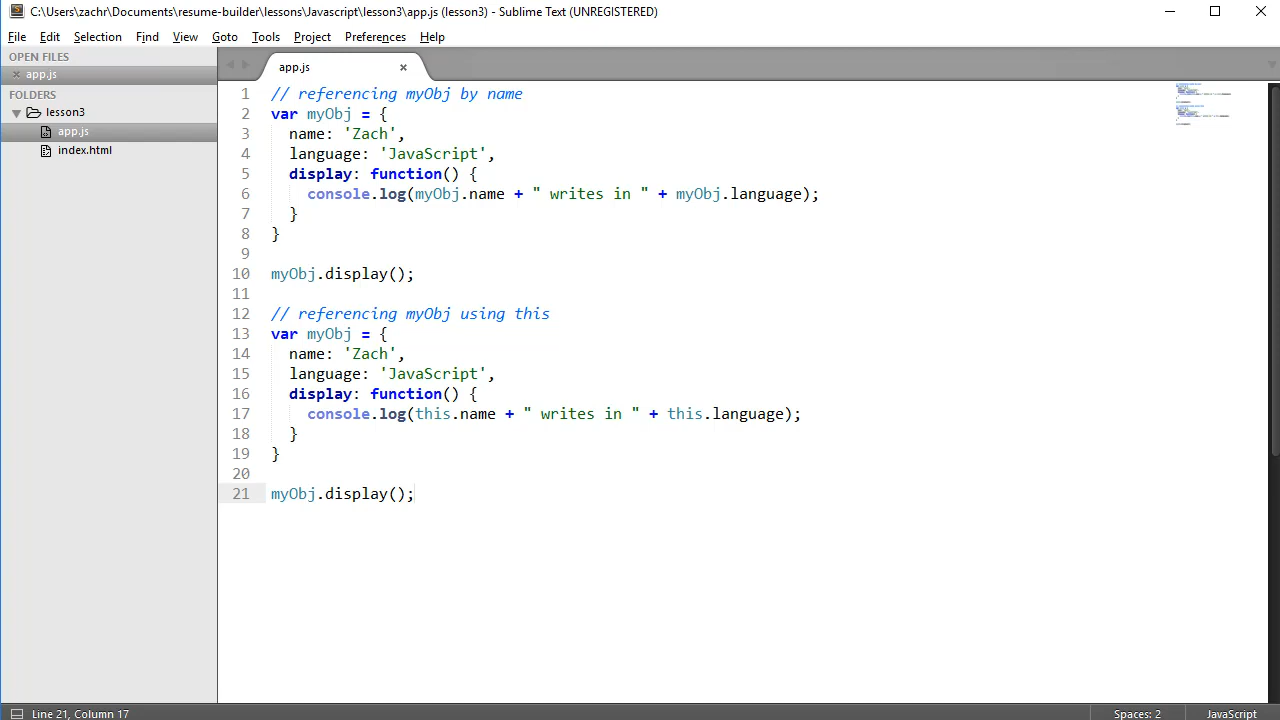 C:\Users\zachr\Documents\resume-builder\lessons\Javascript\lesson3\app.js (lesson3) - Sublime Text (UNREGISTERED)
File Edit Selection Find View Goto Tools Project Preferences Help
OPEN FILES
app.js
FOLDERS
lesson3
app.js
index.html
app.js
1 // referencing myObj by name
2 var myObj = {
3   name: 'Zach',
4   language: 'JavaScript',
5   display: function() {
6     console.log(myObj.name + " writes in " + myObj.language);
7   }
8 }
9
10 myObj.display();
11
12 // referencing myObj using this
13 var myObj = {
14   name: 'Zach',
15   language: 'JavaScript',
16   display: function() {
17     console.log(this.name + " writes in " + this.language);
18   }
19 }
20
21 myObj.display();
Line 21, Column 17 Spaces: 2 JavaScript